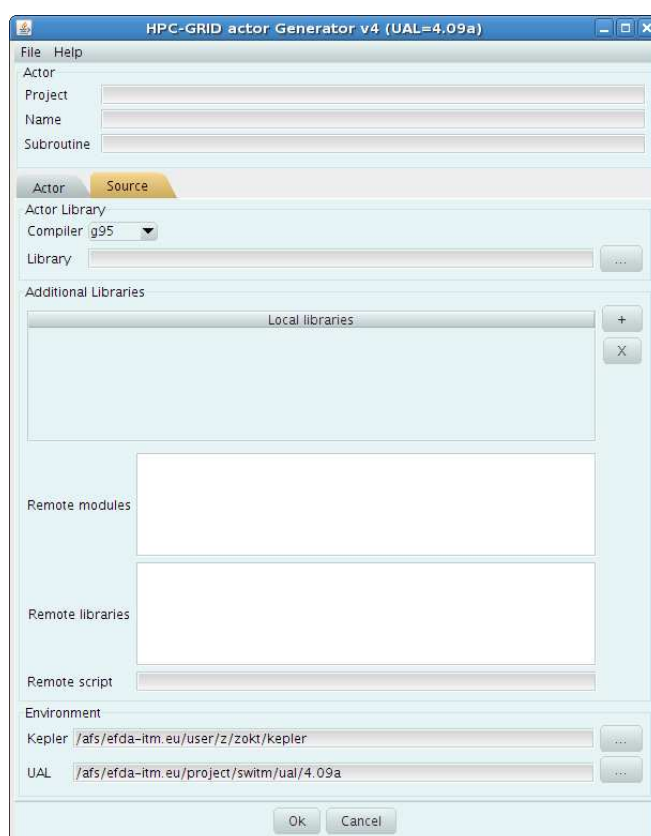 HPC-GRID actor Generator v4 (UAL=4.09a)
File Help
Actor
Project
Name
Subroutine
Actor Source
Actor Library
Compiler g95
Library ...
Additional Libraries
Local libraries +
X
Remote modules
Remote libraries
Remote script
Environment
Kepler /afs/efda-itm.eu/user/z/zokt/kepler ...
UAL /afs/efda-itm.eu/project/switm/ual/4.09a ...
Ok Cancel